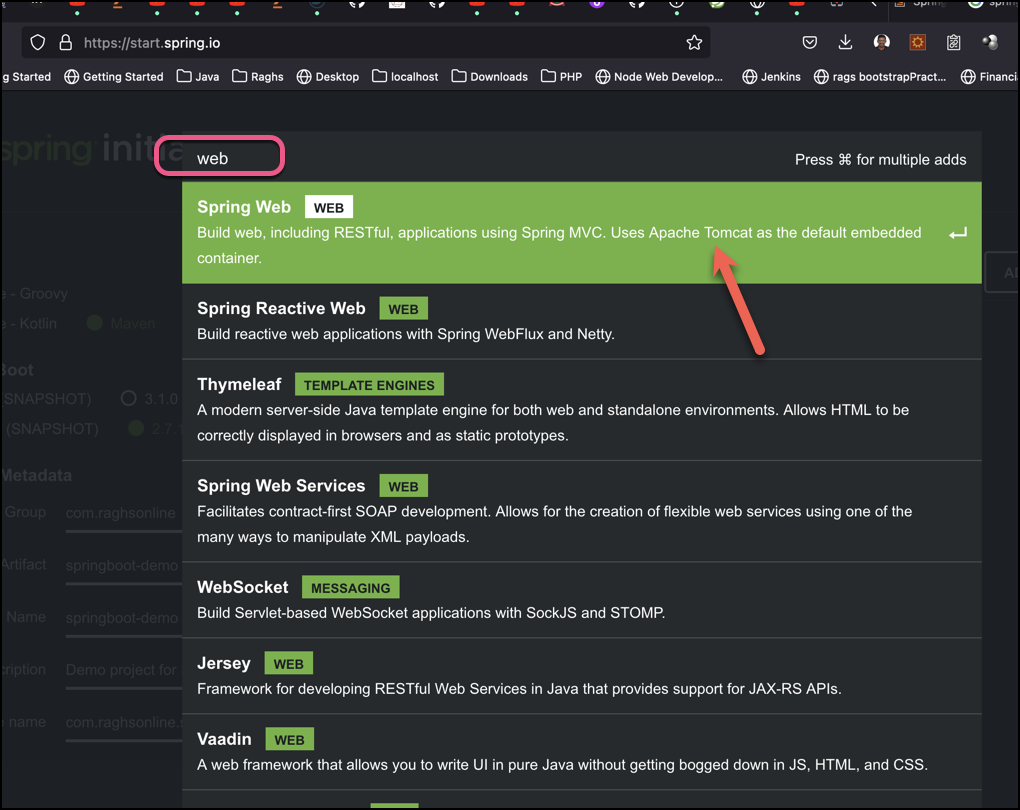 https://start.spring.io
g Started Getting Started Java Raghs Desktop localhost Downloads PHP Node Web Develop... Jenkins rags bootstrapPract... Financi
spring initia
web
Press ⌘ for multiple adds
Spring Web WEB
Build web, including RESTful, applications using Spring MVC. Uses Apache Tomcat as the default embedded
container.
e - Groovy
Spring Reactive Web WEB
e - Kotlin Maven
Build reactive web applications with Spring WebFlux and Netty.
Boot
Thymeleaf TEMPLATE ENGINES
SNAPSHOT) 3.1.0
A modern server-side Java template engine for both web and standalone environments. Allows HTML to be
(SNAPSHOT) 2.7.1
correctly displayed in browsers and as static prototypes.
Metadata
Spring Web Services WEB
Group com.raghsonline
Facilitates contract-first SOAP development. Allows for the creation of flexible web services using one of the
many ways to manipulate XML payloads.
Artifact springboot-demo
WebSocket MESSAGING
Build Servlet-based WebSocket applications with SockJS and STOMP.
Name springboot-demo
Jersey WEB
cription Demo project for
Framework for developing RESTful Web Services in Java that provides support for JAX-RS APIs.
e name com.raghsonline.s
Vaadin WEB
A web framework that allows you to write UI in pure Java without getting bogged down in JS, HTML, and CSS.